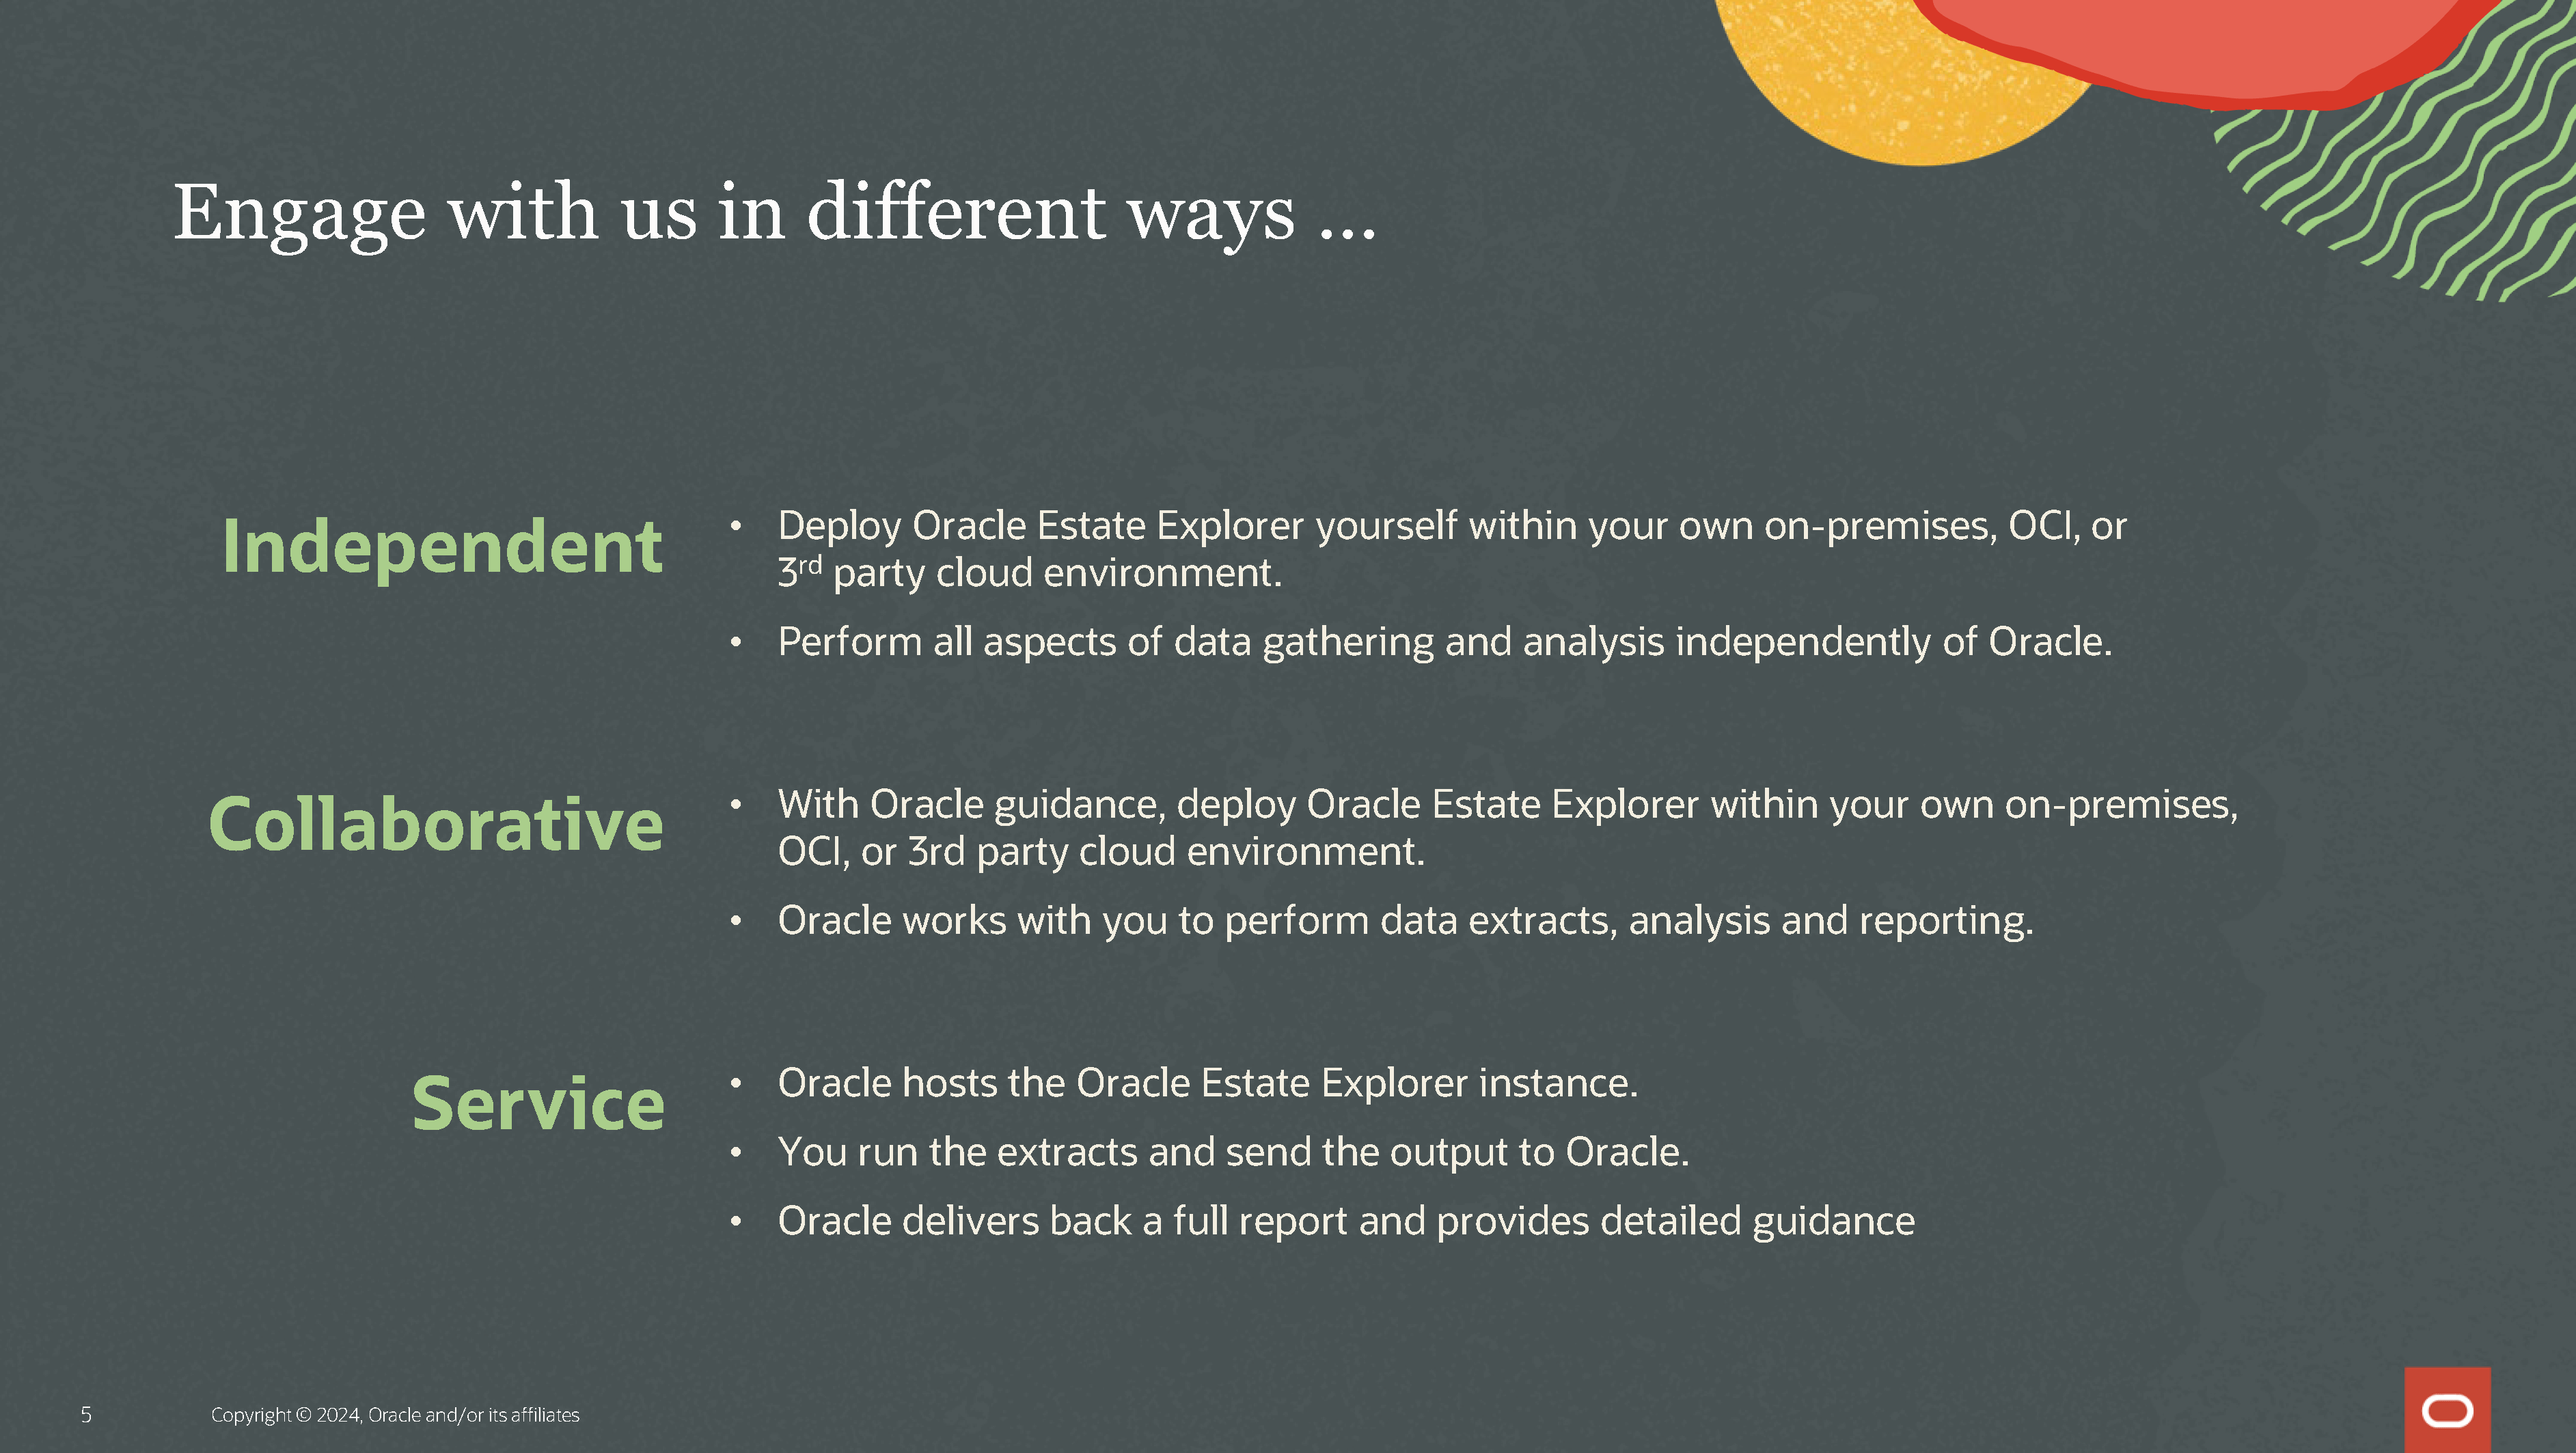 Engage with us in different ways ...
Independent
• Deploy Oracle Estate Explorer yourself within your own on-premises, OCI, or
3rd party cloud environment.
• Perform all aspects of data gathering and analysis independently of Oracle.
Collaborative
• With Oracle guidance, deploy Oracle Estate Explorer within your own on-premises,
OCI, or 3rd party cloud environment.
• Oracle works with you to perform data extracts, analysis and reporting.
Service
• Oracle hosts the Oracle Estate Explorer instance.
• You run the extracts and send the output to Oracle.
• Oracle delivers back a full report and provides detailed guidance
5
Copyright © 2024, Oracle and/or its affiliates